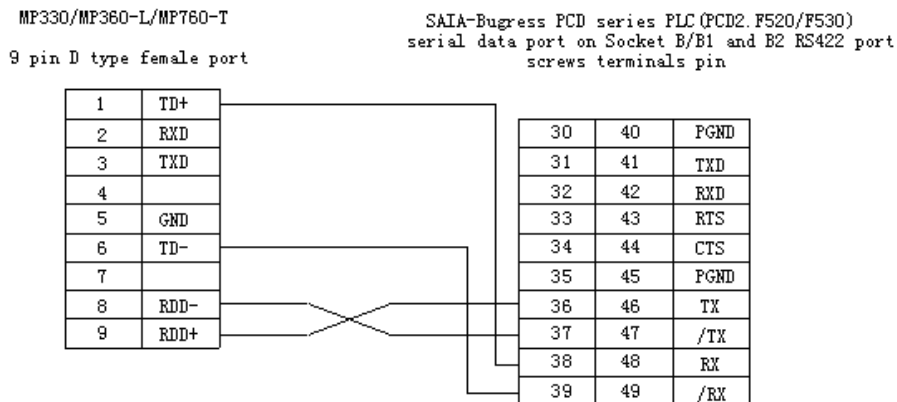 MP330/MP360-L/MP760-T
9 pin D type female port
SAIA-Bugress PCD series PLC(PCD2.F520/F530)
serial data port on Socket B/B1 and B2 RS422 port
screws terminals pin
1 TD+
2 RXD
3 TXD
4
5 GND
6 TD-
7
8 RDD-
9 RDD+
30 40 PGND
31 41 TXD
32 42 RXD
33 43 RTS
34 44 CTS
35 45 PGND
36 46 TX
37 47 /TX
38 48 RX
39 49 /RX